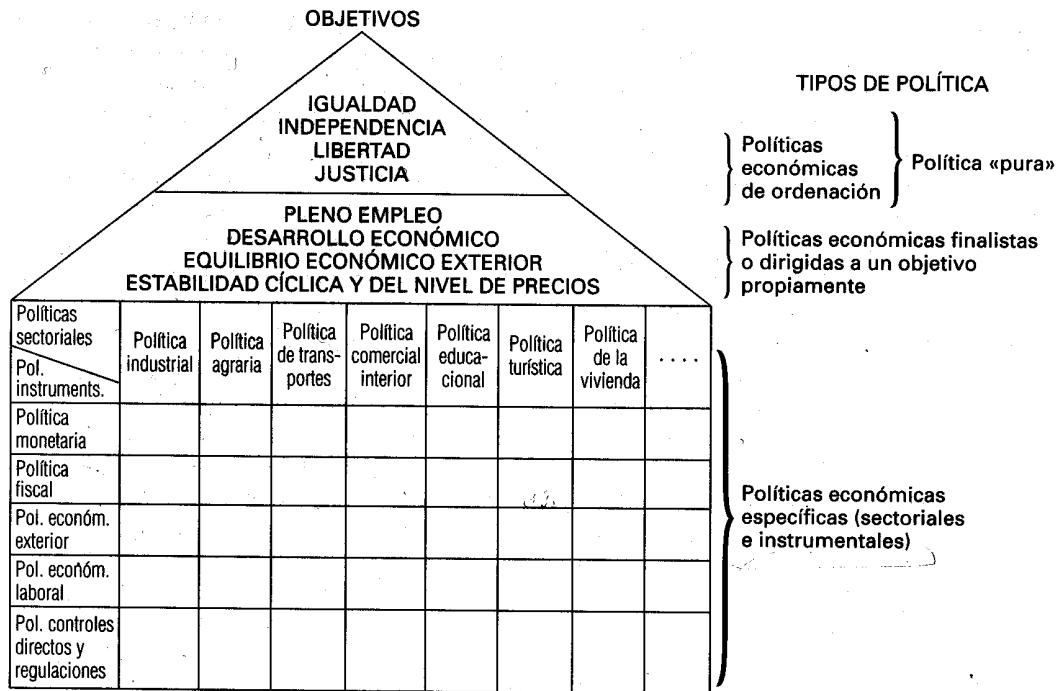 OBJETIVOS
IGUALDAD
INDEPENDENCIA
LIBERTAD
JUSTICIA
PLENO EMPLEO
DESARROLLO ECONÓMICO
EQUILIBRIO ECONÓMICO EXTERIOR
ESTABILIDAD CÍCLICA Y DEL NIVEL DE PRECIOS
Políticas
sectoriales
Pol.
instruments.
Política
industrial
Política
agraria
Política
de trans-
portes
Política
comercial
interior
Política
educa-
cional
Política
turística
Política
de la
vivienda
....
Política
monetaria
Política
fiscal
Pol. económ.
exterior
Pol. económ.
laboral
Pol. controles
directos y
regulaciones
TIPOS DE POLÍTICA
Políticas
económicas
de ordenación
Política «pura»
Políticas económicas finalistas
o dirigidas a un objetivo
propiamente
Políticas económicas
específicas (sectoriales
e instrumentales)